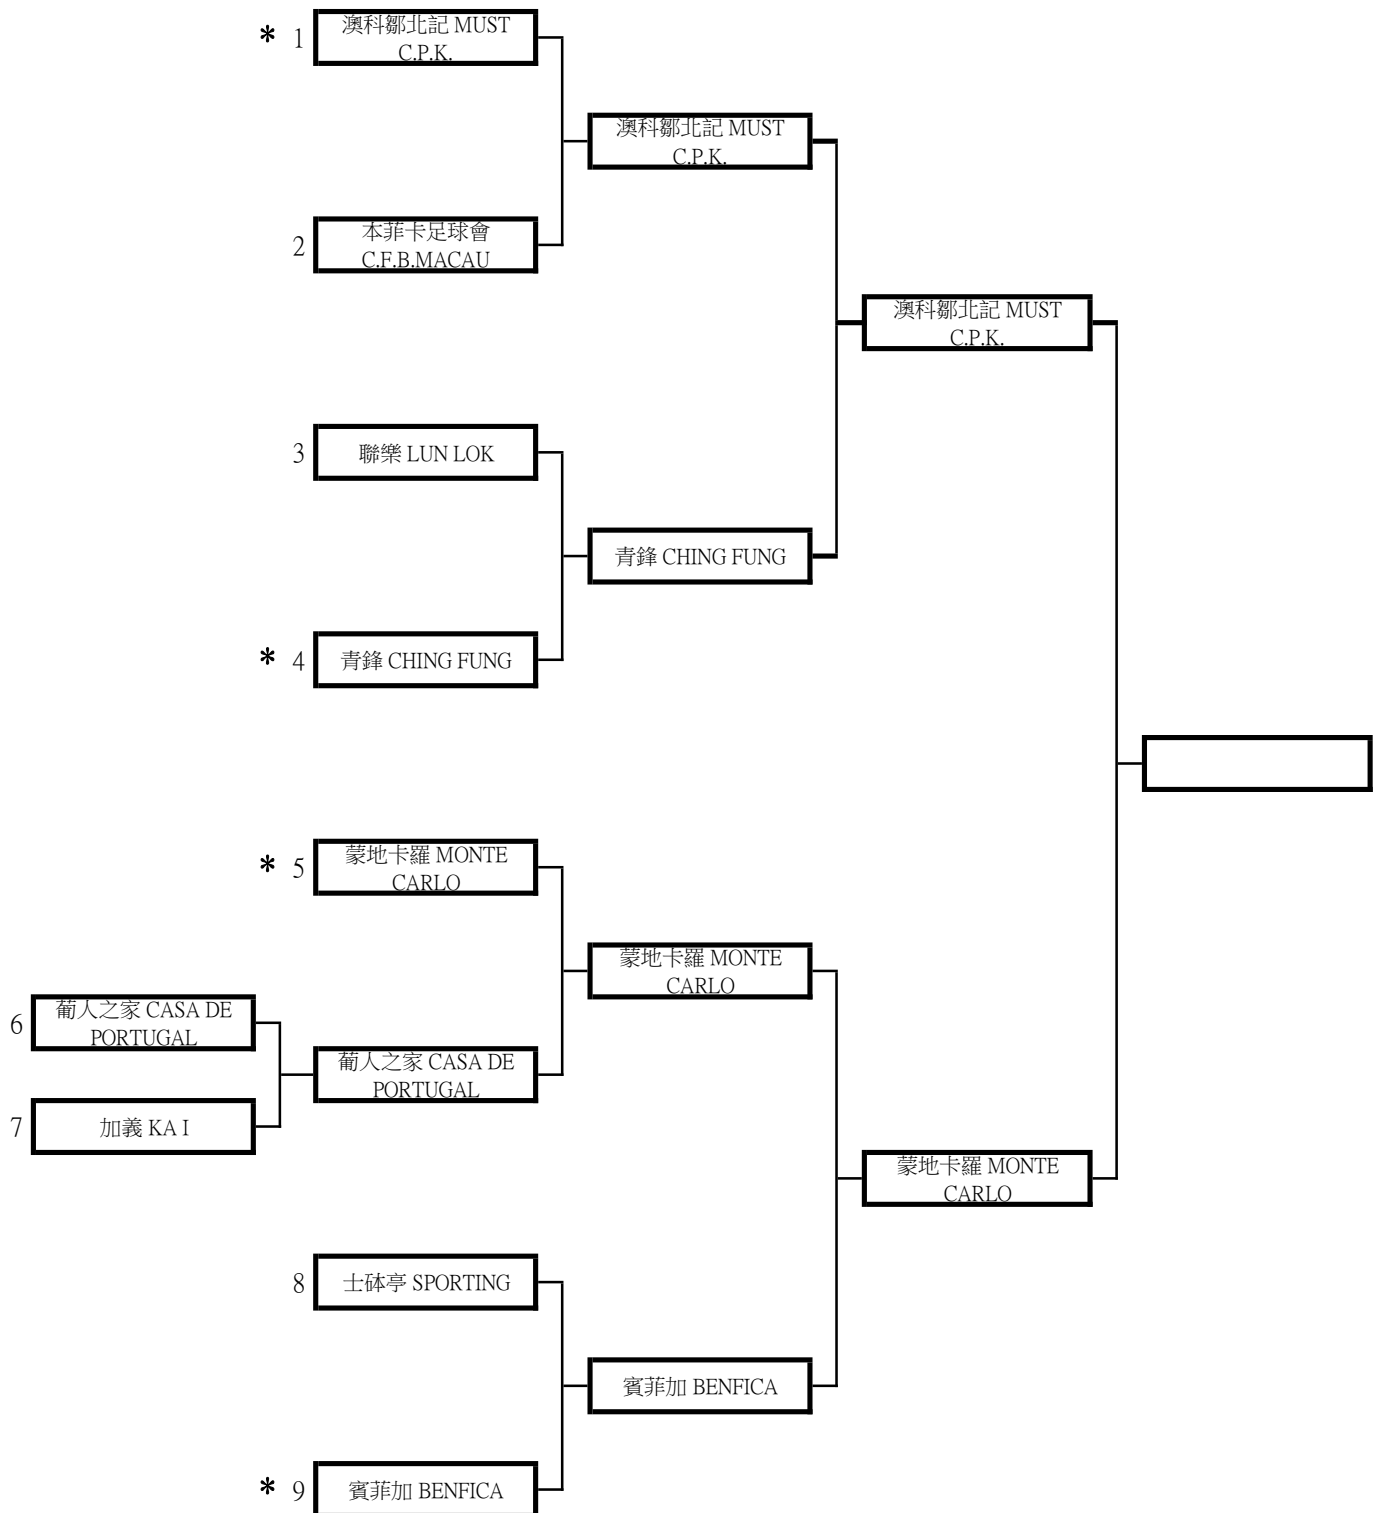 * 1
澳科鄒北記 MUST
C.P.K.
澳科鄒北記 MUST
C.P.K.
2
本菲卡足球會
C.F.B.MACAU
澳科鄒北記 MUST
C.P.K.
3
聯樂 LUN LOK
青鋒 CHING FUNG
* 4
青鋒 CHING FUNG
* 5
蒙地卡羅 MONTE
CARLO
蒙地卡羅 MONTE
CARLO
6
葡人之家 CASA DE
PORTUGAL
葡人之家 CASA DE
PORTUGAL
7
加義 KA I
蒙地卡羅 MONTE
CARLO
8
士砵亭 SPORTING
賓菲加 BENFICA
* 9
賓菲加 BENFICA